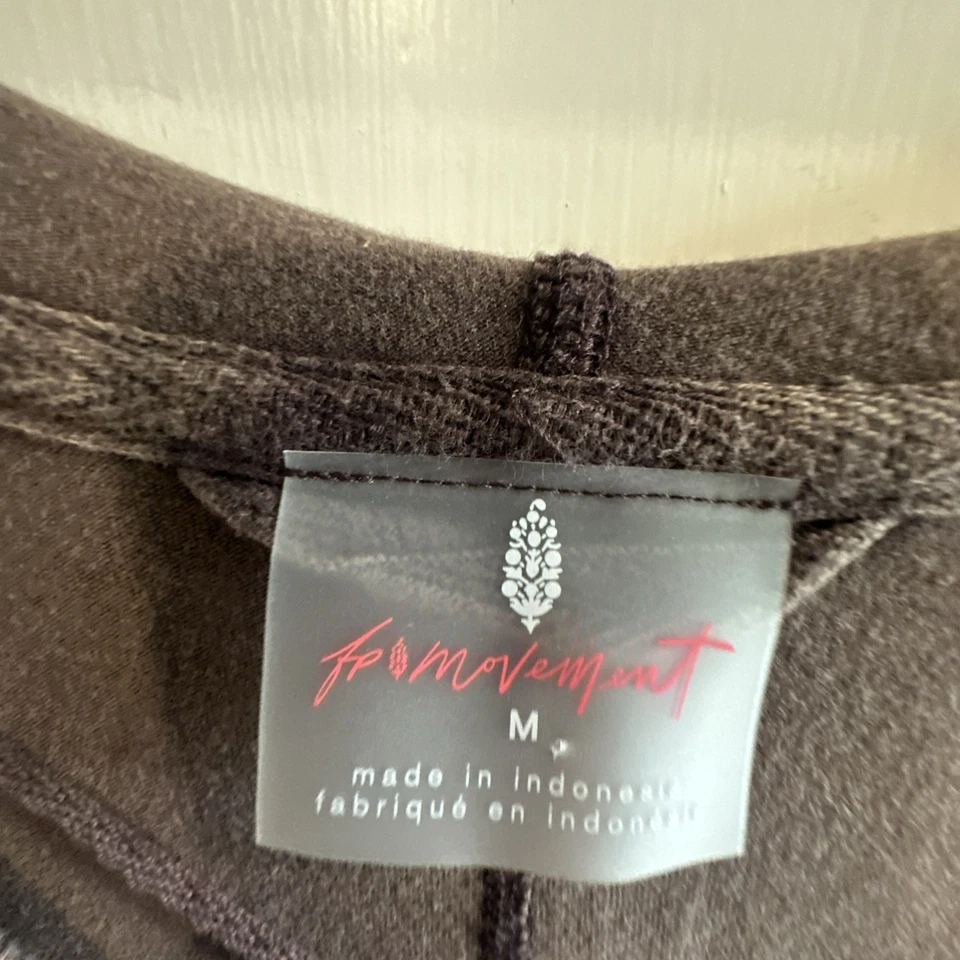 fp movement
M
made in indonesia
fabriqué en indonésie